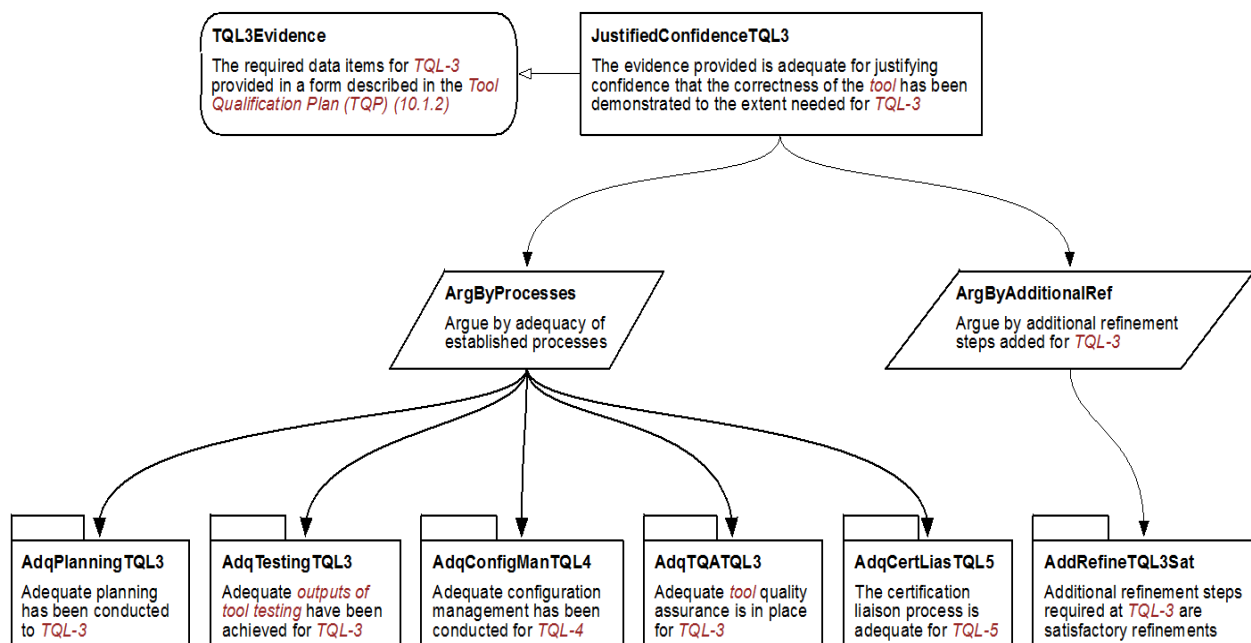 TQL3Evidence
The required data items for TQL-3
provided in a form described in the Tool
Qualification Plan (TQP) (10.1.2)
JustifiedConfidenceTQL3
The evidence provided is adequate for justifying
confidence that the correctness of the tool has been
demonstrated to the extent needed for TQL-3
ArgByProcesses
Argue by adequacy of
established processes
ArgByAdditionalRef
Argue by additional refinement
steps added for TQL-3
AdqPlanningTQL3
Adequate planning
has been conducted
to TQL-3
AdqTestingTQL3
Adequate outputs of
tool testing have been
achieved for TQL-3
AdqConfigManTQL4
Adequate configuration
management has been
conducted for TQL-4
AdqTQATQL3
Adequate tool quality
assurance is in place
for TQL-3
AdqCertLiasTQL5
The certification
liaison process is
adequate for TQL-5
AddRefineTQL3Sat
Additional refinement steps
required at TQL-3 are
satisfactory refinements